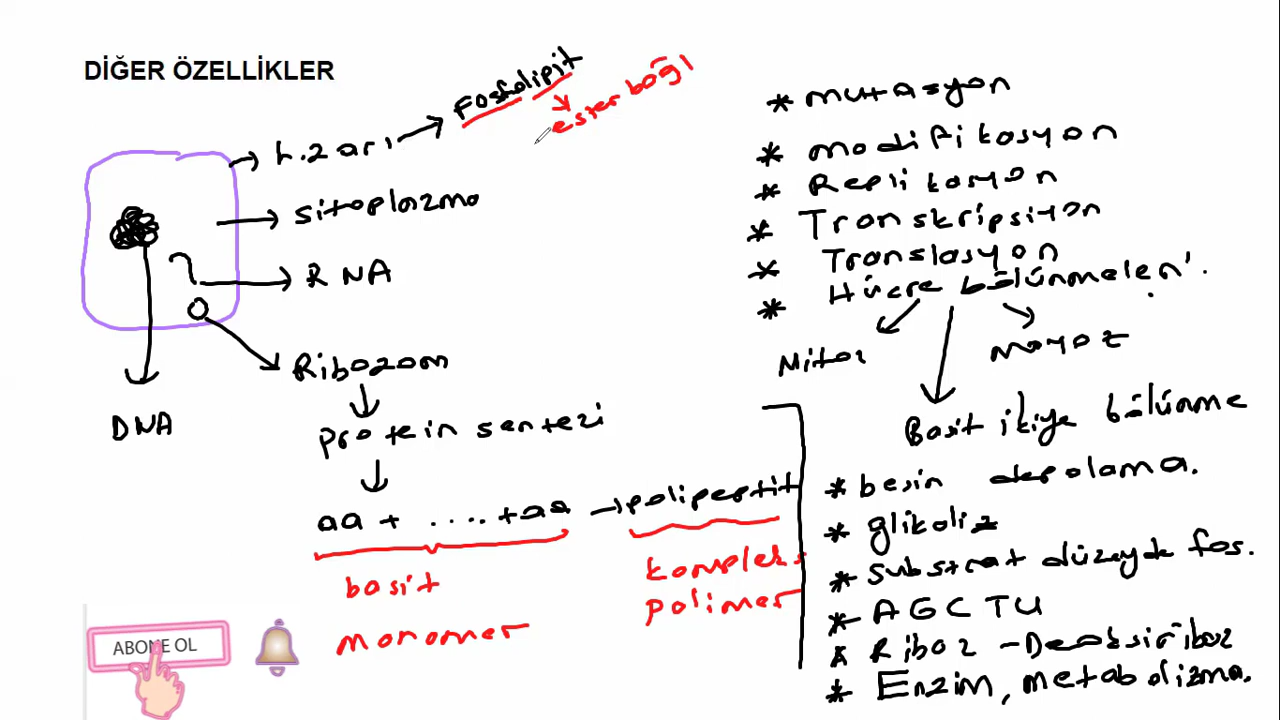 DİĞER ÖZELLİKLER
h.zarı
Fosfolipit
ester bağı
sitoplazma
RNA
Ribozom
DNA
protein sentezi
aa + .... + aa → polipeptit
basit
monomer
kompleks
polimer
* mutasyon
* modifikasyon
* Replikasyon
* Transkripsiyon
* Translasyon
* Hücre bölünmeleri
Mitoz
mayoz
Basit ikiye bölünme
* besin depolama.
* glikoliz
* substrat düzeyde fos.
* A G C T U
* Riboz - Deoksiriboz
* Enzim, metabolizma.
ABONE OL